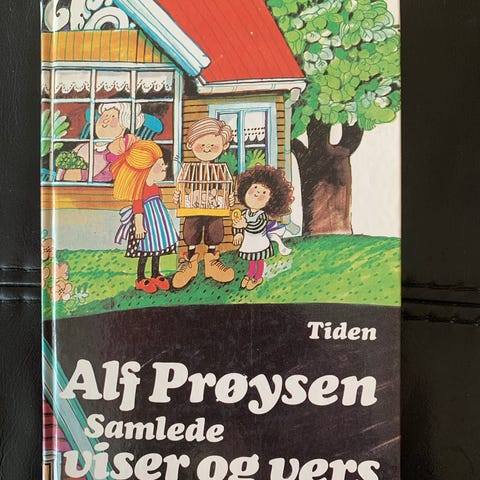 Tiden
Alf Prøysen
Samlede
viser og vers